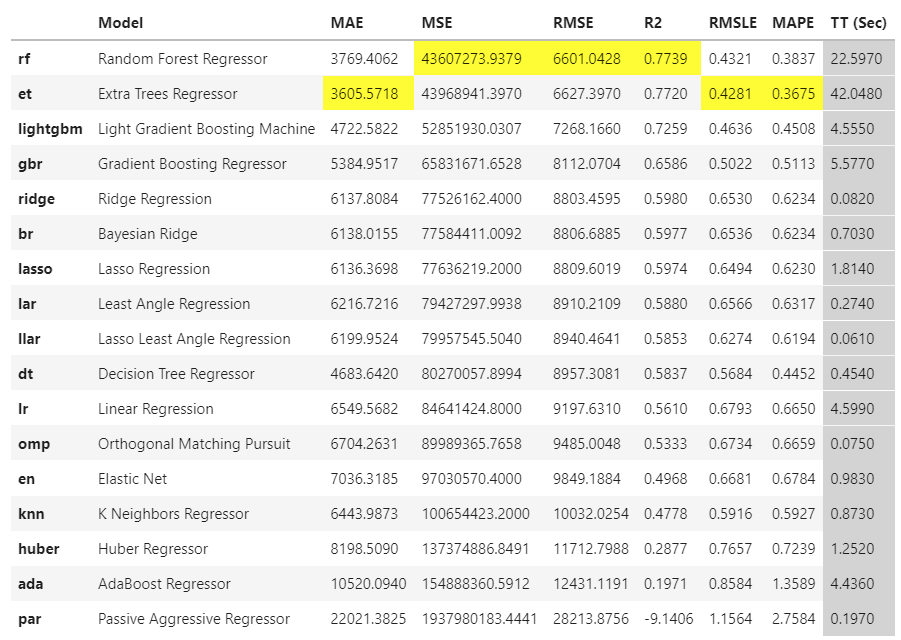 Model MAE MSE RMSE R2 RMSLE MAPE TT (Sec)
rf Random Forest Regressor 3769.4062 43607273.9379 6601.0428 0.7739 0.4321 0.3837 22.5970
et Extra Trees Regressor 3605.5718 43968941.3970 6627.3970 0.7720 0.4281 0.3675 42.0480
lightgbm Light Gradient Boosting Machine 4722.5822 52851930.0307 7268.1660 0.7259 0.4636 0.4508 4.5550
gbr Gradient Boosting Regressor 5384.9517 65831671.6528 8112.0704 0.6586 0.5022 0.5113 5.5770
ridge Ridge Regression 6137.8084 77526162.4000 8803.4595 0.5980 0.6530 0.6234 0.0820
br Bayesian Ridge 6138.0155 77584411.0092 8806.6885 0.5977 0.6536 0.6234 0.7030
lasso Lasso Regression 6136.3698 77636219.2000 8809.6019 0.5974 0.6494 0.6230 1.8140
lar Least Angle Regression 6216.7216 79427297.9938 8910.2109 0.5880 0.6566 0.6317 0.2740
llar Lasso Least Angle Regression 6199.9524 79957545.5040 8940.4641 0.5853 0.6274 0.6194 0.0610
dt Decision Tree Regressor 4683.6420 80270057.8994 8957.3081 0.5837 0.5684 0.4452 0.4540
lr Linear Regression 6549.5682 84641424.8000 9197.6310 0.5610 0.6793 0.6650 4.5990
omp Orthogonal Matching Pursuit 6704.2631 89989365.7658 9485.0048 0.5333 0.6734 0.6659 0.0750
en Elastic Net 7036.3185 97030570.4000 9849.1884 0.4968 0.6681 0.6784 0.9830
knn K Neighbors Regressor 6443.9873 100654423.2000 10032.0254 0.4778 0.5916 0.5927 0.8730
huber Huber Regressor 8198.5090 137374886.8491 11712.7988 0.2877 0.7657 0.7239 1.2520
ada AdaBoost Regressor 10520.0940 154888360.5912 12431.1191 0.1971 0.8584 1.3589 4.4360
par Passive Aggressive Regressor 22021.3825 1937980183.4441 28213.8756 -9.1406 1.1564 2.7584 0.1970